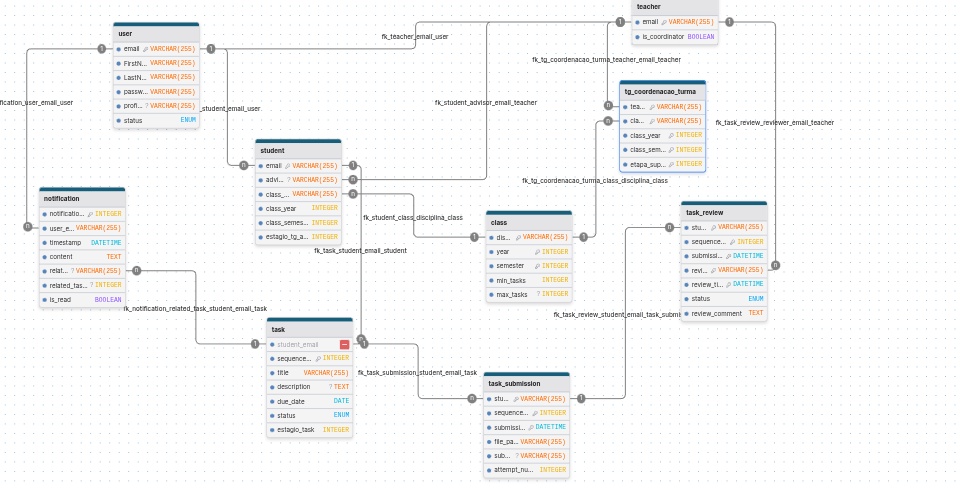 teacher
email VARCHAR(255)
is_coordinator BOOLEAN
user
email VARCHAR(255)
FirstN... VARCHAR(255)
LastN... VARCHAR(255)
passw... VARCHAR(255)
profi... ? VARCHAR(255)
status ENUM
fk_teacher_email_user
fk_tg_coordenacao_turma_teacher_email_teacher
tg_coordenacao_turma
tea... VARCHAR(255)
cla... VARCHAR(255)
class_year INTEGER
class_sem... INTEGER
etapa_sup... INTEGER
fication_user_email_user
_student_email_user
fk_student_advisor_email_teacher
fk_task_review_reviewer_email_teacher
student
email VARCHAR(255)
advi... ? VARCHAR(255)
class_... VARCHAR(255)
class_year INTEGER
class_semes... INTEGER
estagio_tg_a... INTEGER
fk_tg_coordenacao_turma_class_disciplina_class
notification
notificatio... INTEGER
user_e... VARCHAR(255)
timestamp DATETIME
content TEXT
relat... ? VARCHAR(255)
related_tas... ? INTEGER
is_read BOOLEAN
fk_student_class_disciplina_class
class
dis... VARCHAR(255)
year INTEGER
semester INTEGER
min_tasks INTEGER
max_tasks ? INTEGER
task_review
stu... VARCHAR(255)
sequence... INTEGER
submissi... DATETIME
revi... VARCHAR(255)
review_ti... DATETIME
status ENUM
review_comment TEXT
fk_task_student_email_student
fk_notification_related_task_student_email_task
fk_task_review_student_email_task_submi
task
student_email
sequence... INTEGER
title VARCHAR(255)
description ? TEXT
due_date DATE
status ENUM
estagio_task INTEGER
fk_task_submission_student_email_task
task_submission
stu... VARCHAR(255)
sequence... INTEGER
submissi... DATETIME
file_pa... VARCHAR(255)
sub... ? VARCHAR(255)
attempt_nu... INTEGER